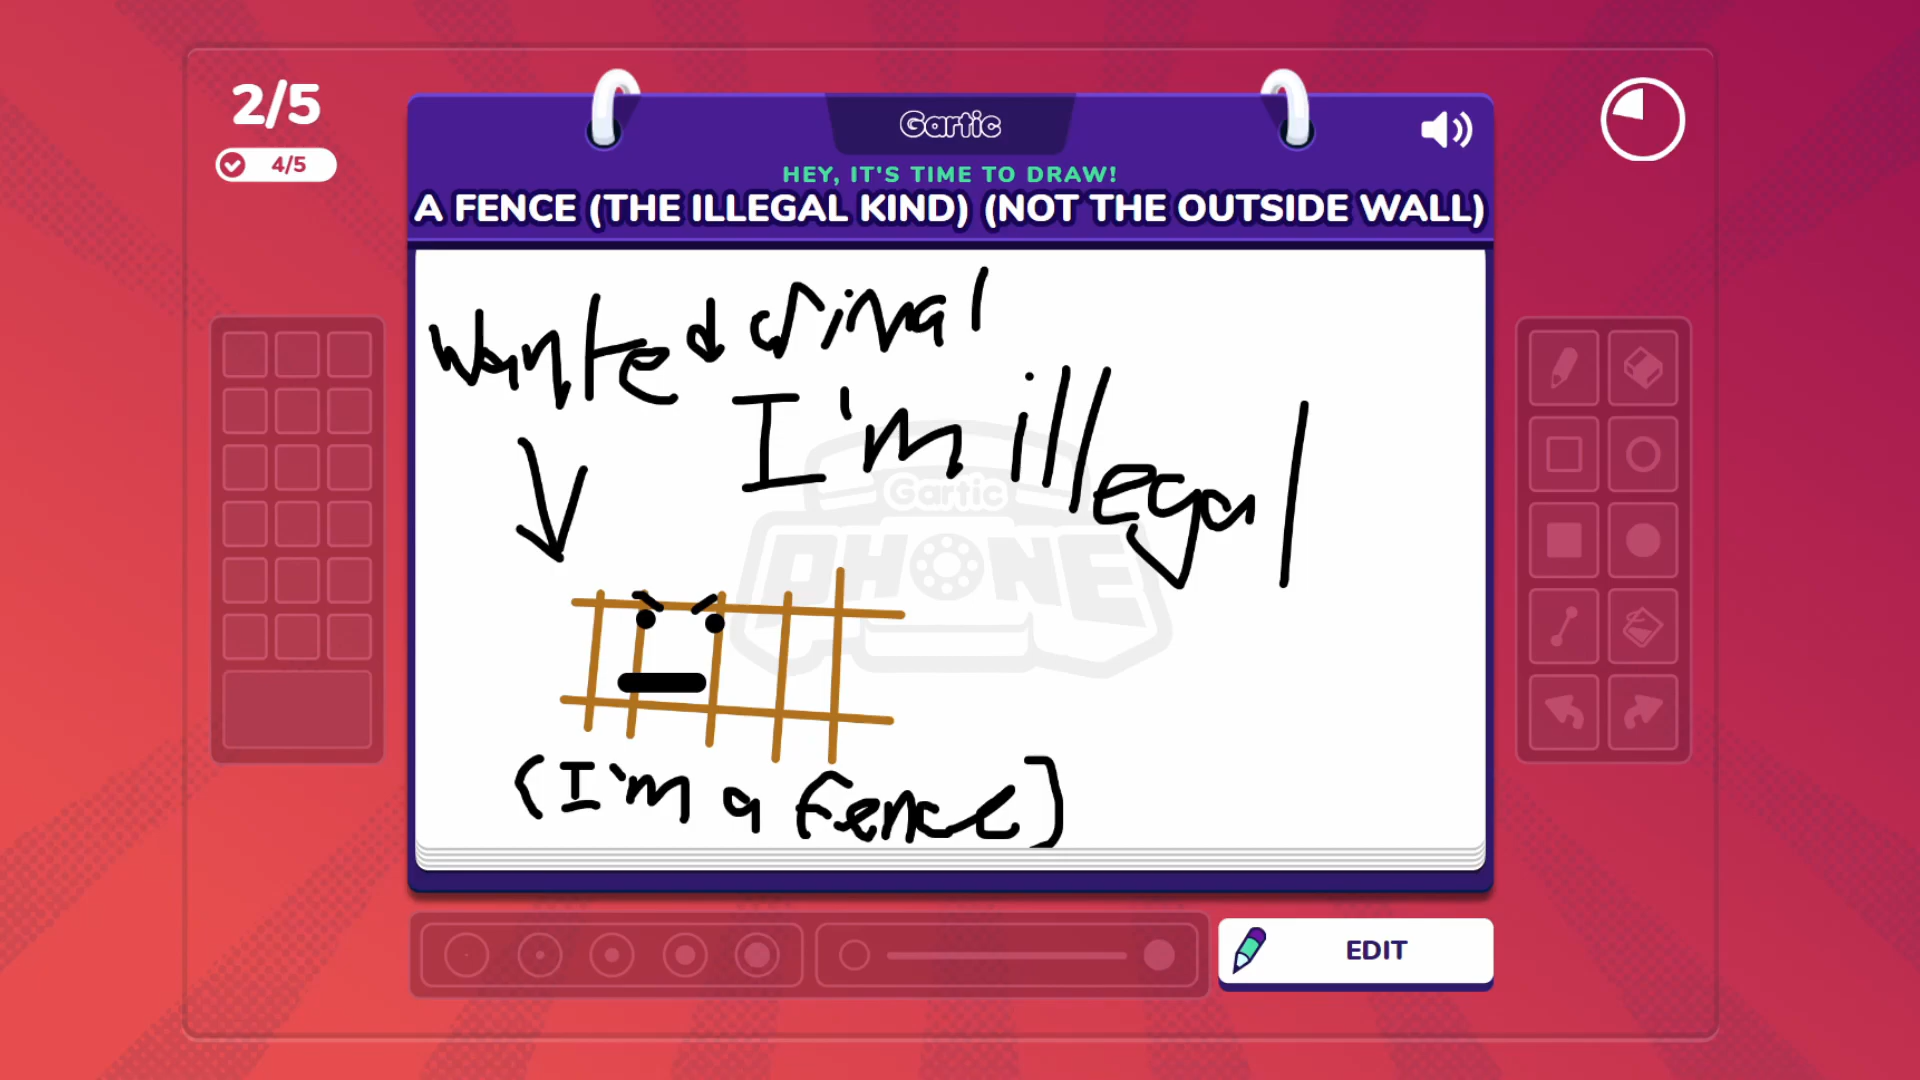 2/5
4/5
Gartic
HEY, IT'S TIME TO DRAW!
A FENCE (THE ILLEGAL KIND) (NOT THE OUTSIDE WALL)
Wanted criminal
I'm illegal
Gartic
PHONE
(I'm a fence)
EDIT